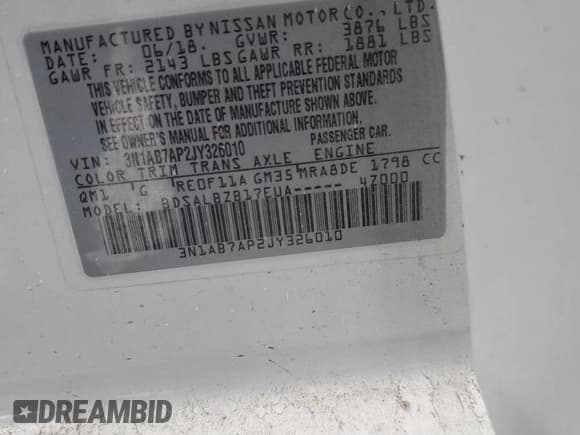 MANUFACTURED BY NISSAN MOTOR CO., LTD.
DATE: 06/18. GVWR: 3876 LBS
GAWR FR: 2143 LBS GAWR RR: 1881 LBS
THIS VEHICLE CONFORMS TO ALL APPLICABLE FEDERAL MOTOR
VEHICLE SAFETY, BUMPER AND THEFT PREVENTION STANDARDS
IN EFFECT ON THE DATE OF MANUFACTURE SHOWN ABOVE.
SEE OWNER'S MANUAL FOR ADDITIONAL INFORMATION
VIN: 3N1AB7AP2JY326010 PASSENGER CAR.
COLOR TRIM TRANS AXLE ENGINE
QM1 G RE0F11A GM35 MRA8DE 1798 CC
MODEL: BDSALBZB17EUA----- 47000
3N1AB7AP2JY326010
DREAMBID